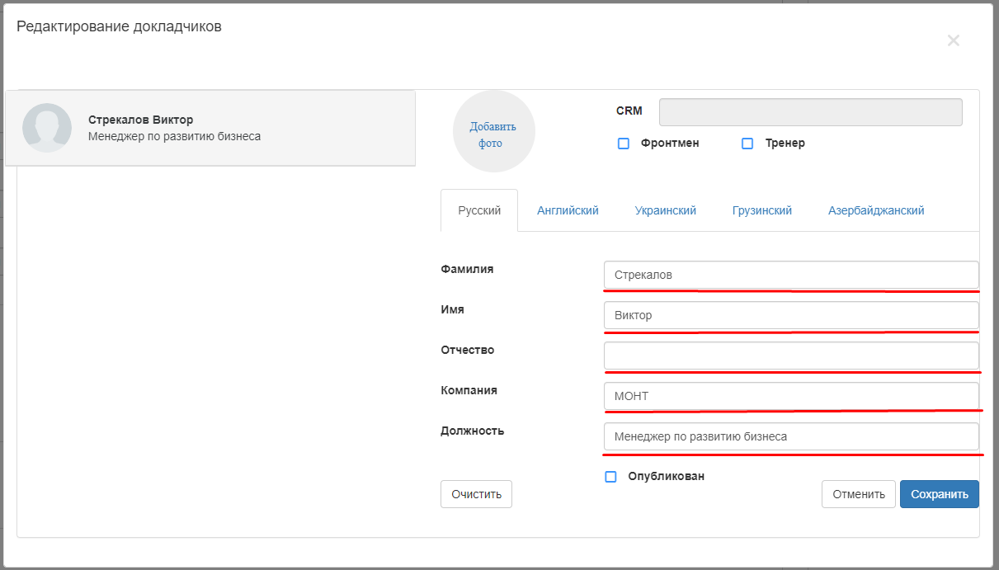 Редактирование докладчиков
×
Стрекалов Виктор
Менеджер по развитию бизнеса
Добавить
фото
CRM
Фронтмен Тренер
Русский Английский Украинский Грузинский Азербайджанский
Фамилия Стрекалов
Имя Виктор
Отчество
Компания МОНТ
Должность Менеджер по развитию бизнеса
Опубликован
Очистить Отменить Сохранить